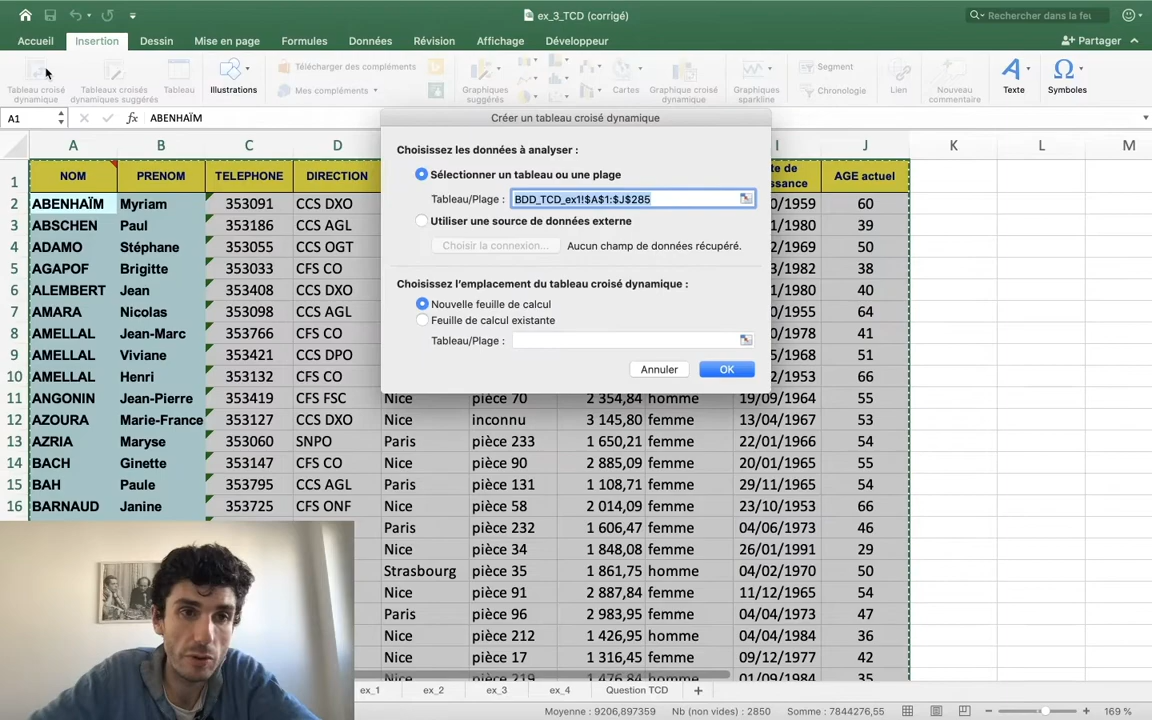 ex_3_TCD (corrigé)
Rechercher dans la feu
Accueil Insertion Dessin Mise en page Formules Données Révision Affichage Développeur Partager
Tableau croisé dynamique
Tableaux croisés dynamiques suggérés
Tableau
Illustrations
Télécharger des compléments
Mes compléments
Graphiques suggérés
Cartes
Graphique croisé dynamique
Graphiques sparkline
Segment
Chronologie
Lien
Nouveau commentaire
Texte
Symboles
A1 fx ABENHAÏM
Créer un tableau croisé dynamique
Choisissez les données à analyser :
Sélectionner un tableau ou une plage
Tableau/Plage : BDD_TCD_ex1!$A$1:$J$285
Utiliser une source de données externe
Choisir la connexion... Aucun champ de données récupéré.
Choisissez l'emplacement du tableau croisé dynamique :
Nouvelle feuille de calcul
Feuille de calcul existante
Tableau/Plage :
Annuler OK
A B C D I J K L M
1 NOM PRENOM TELEPHONE DIRECTION AGE actuel
2 ABENHAÏM Myriam 353091 CCS DXO 0/1959 60
3 ABSCHEN Paul 353186 CCS AGL /1980 39
4 ADAMO Stéphane 353055 CCS OGT 2/1969 50
5 AGAPOF Brigitte 353033 CFS CO 3/1982 38
6 ALEMBERT Jean 353408 CCS DXO /1980 40
7 AMARA Nicolas 353098 CCS AGL 0/1955 64
8 AMELLAL Jean-Marc 353766 CFS CO 0/1978 41
9 AMELLAL Viviane 353421 CCS DPO 5/1968 51
10 AMELLAL Henri 353132 CFS CO 2/1953 66
11 ANGONIN Jean-Pierre 353419 CFS FSC Nice pièce 70 2 354,84 homme 19/09/1964 55
12 AZOURA Marie-France 353127 CCS DXO Nice inconnu 3 145,80 femme 13/04/1967 53
13 AZRIA Maryse 353060 SNPO Paris pièce 233 1 650,21 femme 22/01/1966 54
14 BACH Ginette 353147 CFS CO Nice pièce 90 2 885,09 femme 20/01/1965 55
15 BAH Paule 353795 CCS AGL Paris pièce 131 1 108,71 femme 29/11/1965 54
16 BARNAUD Janine 353725 CFS ONF Nice pièce 58 2 014,09 femme 23/10/1953 66
Paris pièce 232 1 606,47 femme 04/06/1973 46
Nice pièce 34 1 848,08 femme 26/01/1991 29
Strasbourg pièce 35 1 861,75 homme 04/02/1970 50
Nice pièce 91 2 887,84 femme 11/12/1965 54
Paris pièce 96 2 983,95 femme 04/04/1973 47
Nice pièce 212 1 426,95 homme 04/04/1984 36
Nice pièce 17 1 316,45 femme 09/12/1977 42
Nice pièce 219 1 476,84 homme 01/09/1984 35
ex_1 ex_2 ex_3 ex_4 Question TCD +
Moyenne : 9206,897359 Nb (non vides) : 2850 Somme : 7844276,55 169 %